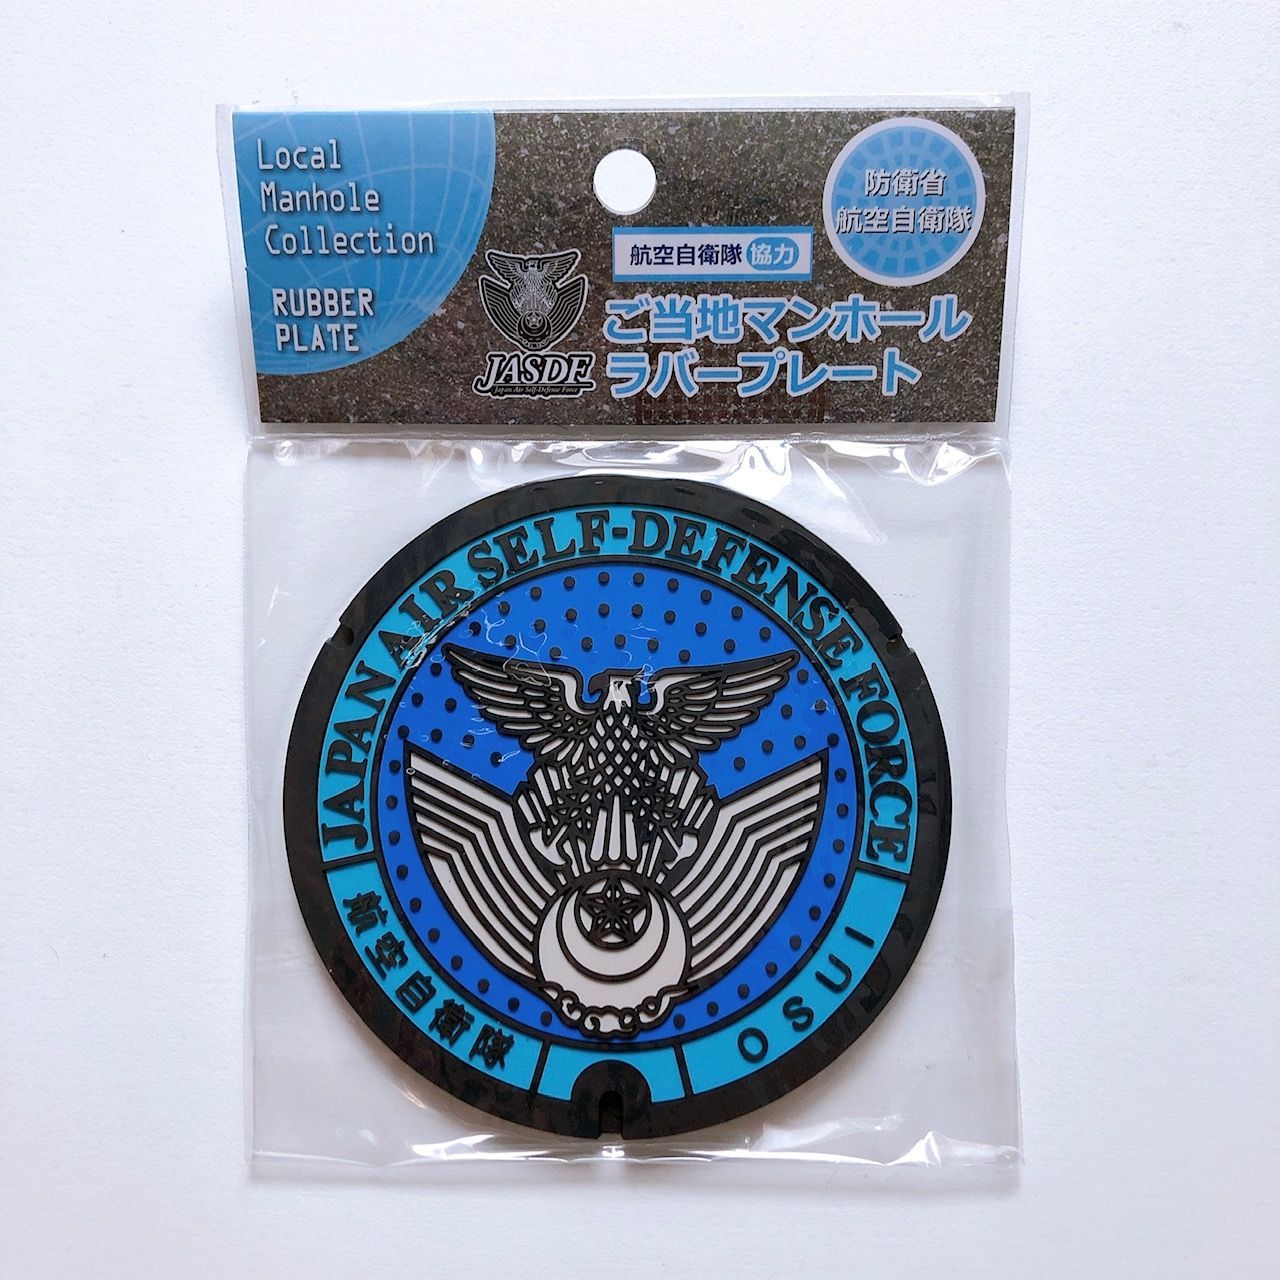 Local
Manhole
Collection
RUBBER
PLATE
防衛省
航空自衛隊
航空自衛隊 協力
ご当地マンホール
ラバープレート
JASDF
Japan Air Self-Defense Force
JAPAN AIR SELF-DEFENSE FORCE
航空自衛隊
OSUI